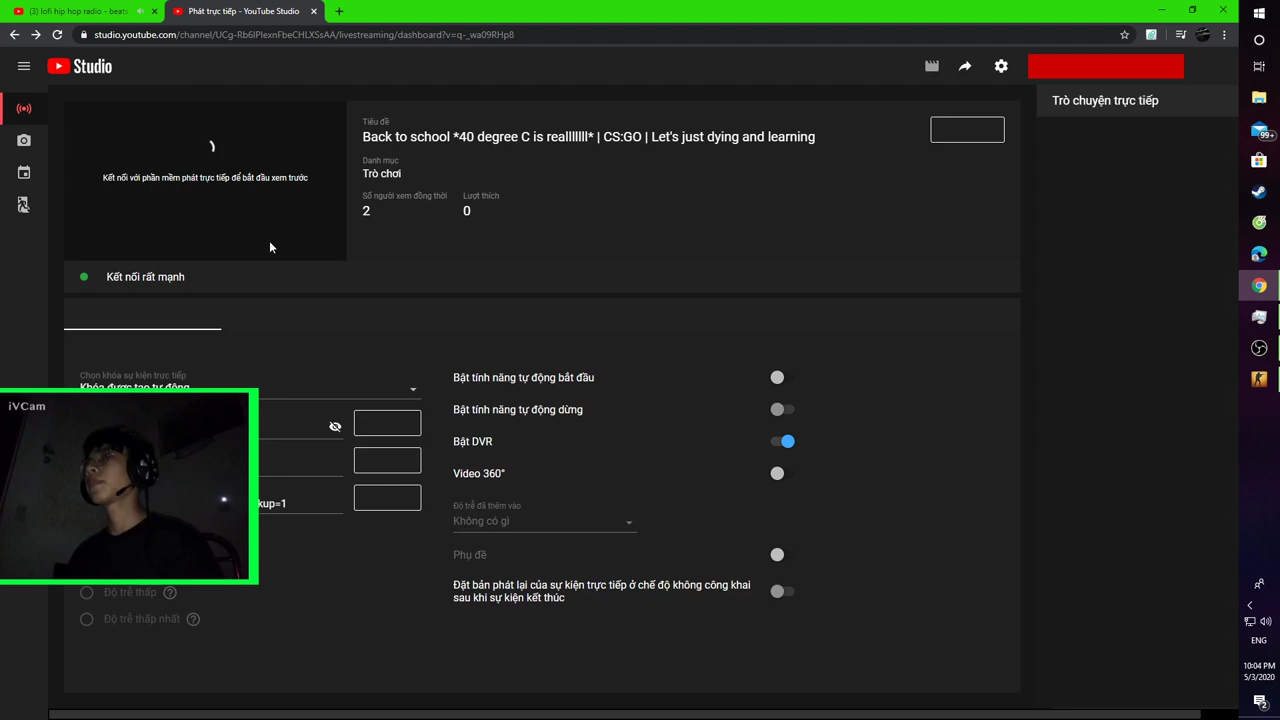 (3) lofi hip hop radio - beats
Phát trực tiếp - YouTube Studio
studio.youtube.com/channel/UCg-Rb6lPIexnFbeCHLXSsAA/livestreaming/dashboard?v=q-_wa09RHp8
Studio
Trò chuyện trực tiếp
Tiêu đề
Back to school *40 degree C is realllllll* | CS:GO | Let's just dying and learning
Danh mục
Trò chơi
Số người xem đồng thời
Lượt thích
2
0
Kết nối với phần mềm phát trực tiếp để bắt đầu xem trước
Kết nối rất mạnh
Chọn khóa sự kiện trực tiếp
Khóa được tạo tự động
kup=1
Độ trễ thấp
Độ trễ thấp nhất
Bật tính năng tự động bắt đầu
Bật tính năng tự động dừng
Bật DVR
Video 360°
Độ trễ đã thêm vào
Không có gì
Phụ đề
Đặt bản phát lại của sự kiện trực tiếp ở chế độ không công khai
sau khi sự kiện kết thúc
iVCam
99+
ENG
10:04 PM
5/3/2020
2